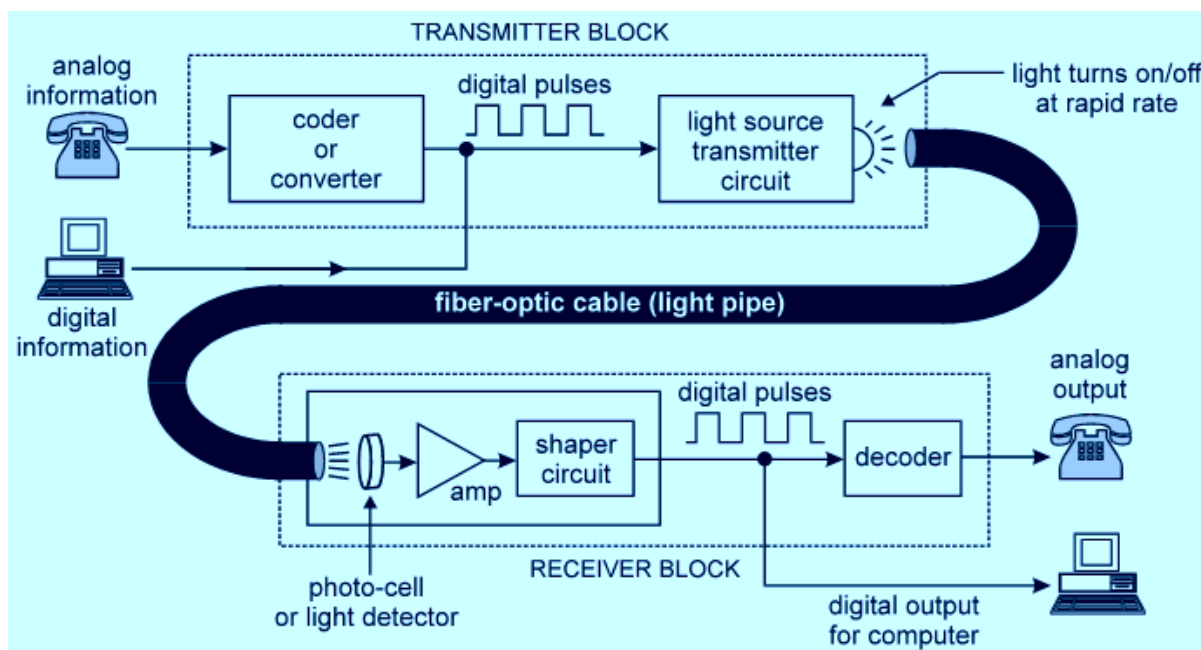 TRANSMITTER BLOCK
analog
information
digital pulses
light turns on/off
at rapid rate
coder
or
converter
light source
transmitter
circuit
digital
information
fiber-optic cable (light pipe)
digital pulses
analog
output
shaper
circuit
decoder
amp
RECEIVER BLOCK
photo-cell
or light detector
digital output
for computer